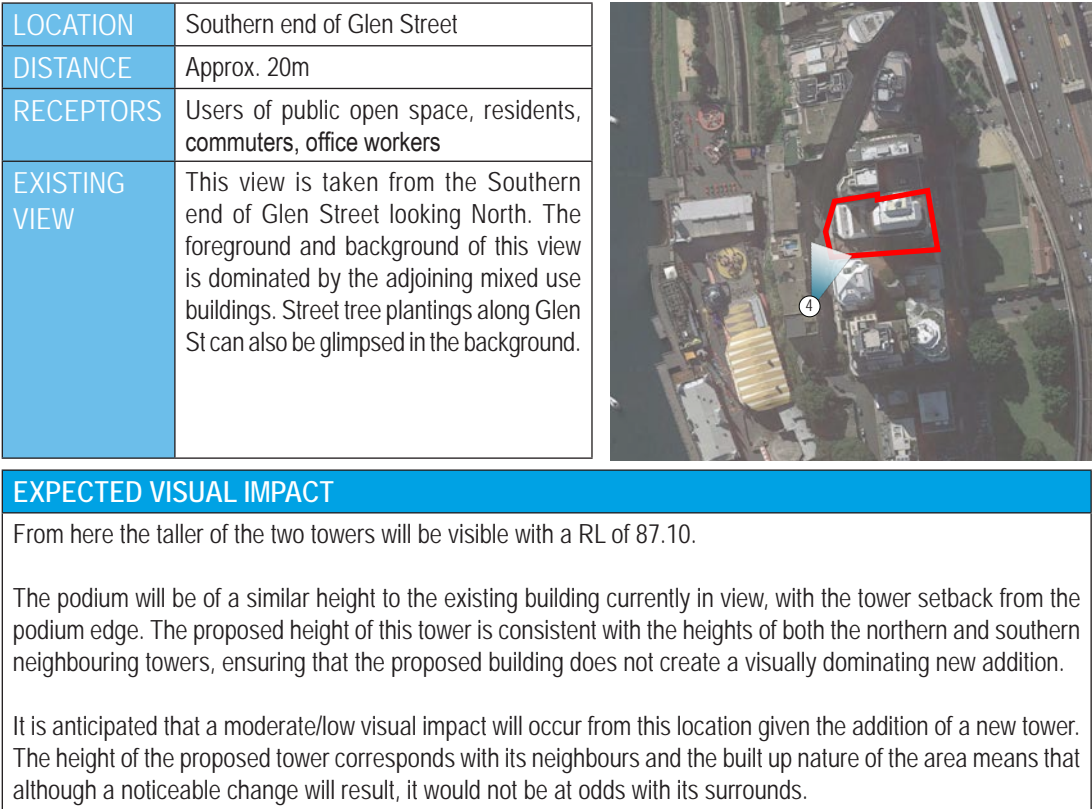 LOCATION
Southern end of Glen Street
DISTANCE
Approx. 20m
RECEPTORS
Users of public open space, residents,
commuters, office workers
EXISTING
VIEW
This view is taken from the Southern
end of Glen Street looking North. The
foreground and background of this view
is dominated by the adjoining mixed use
buildings. Street tree plantings along Glen
St can also be glimpsed in the background.
4
EXPECTED VISUAL IMPACT
From here the taller of the two towers will be visible with a RL of 87.10.
The podium will be of a similar height to the existing building currently in view, with the tower setback from the
podium edge. The proposed height of this tower is consistent with the heights of both the northern and southern
neighbouring towers, ensuring that the proposed building does not create a visually dominating new addition.
It is anticipated that a moderate/low visual impact will occur from this location given the addition of a new tower.
The height of the proposed tower corresponds with its neighbours and the built up nature of the area means that
although a noticeable change will result, it would not be at odds with its surrounds.